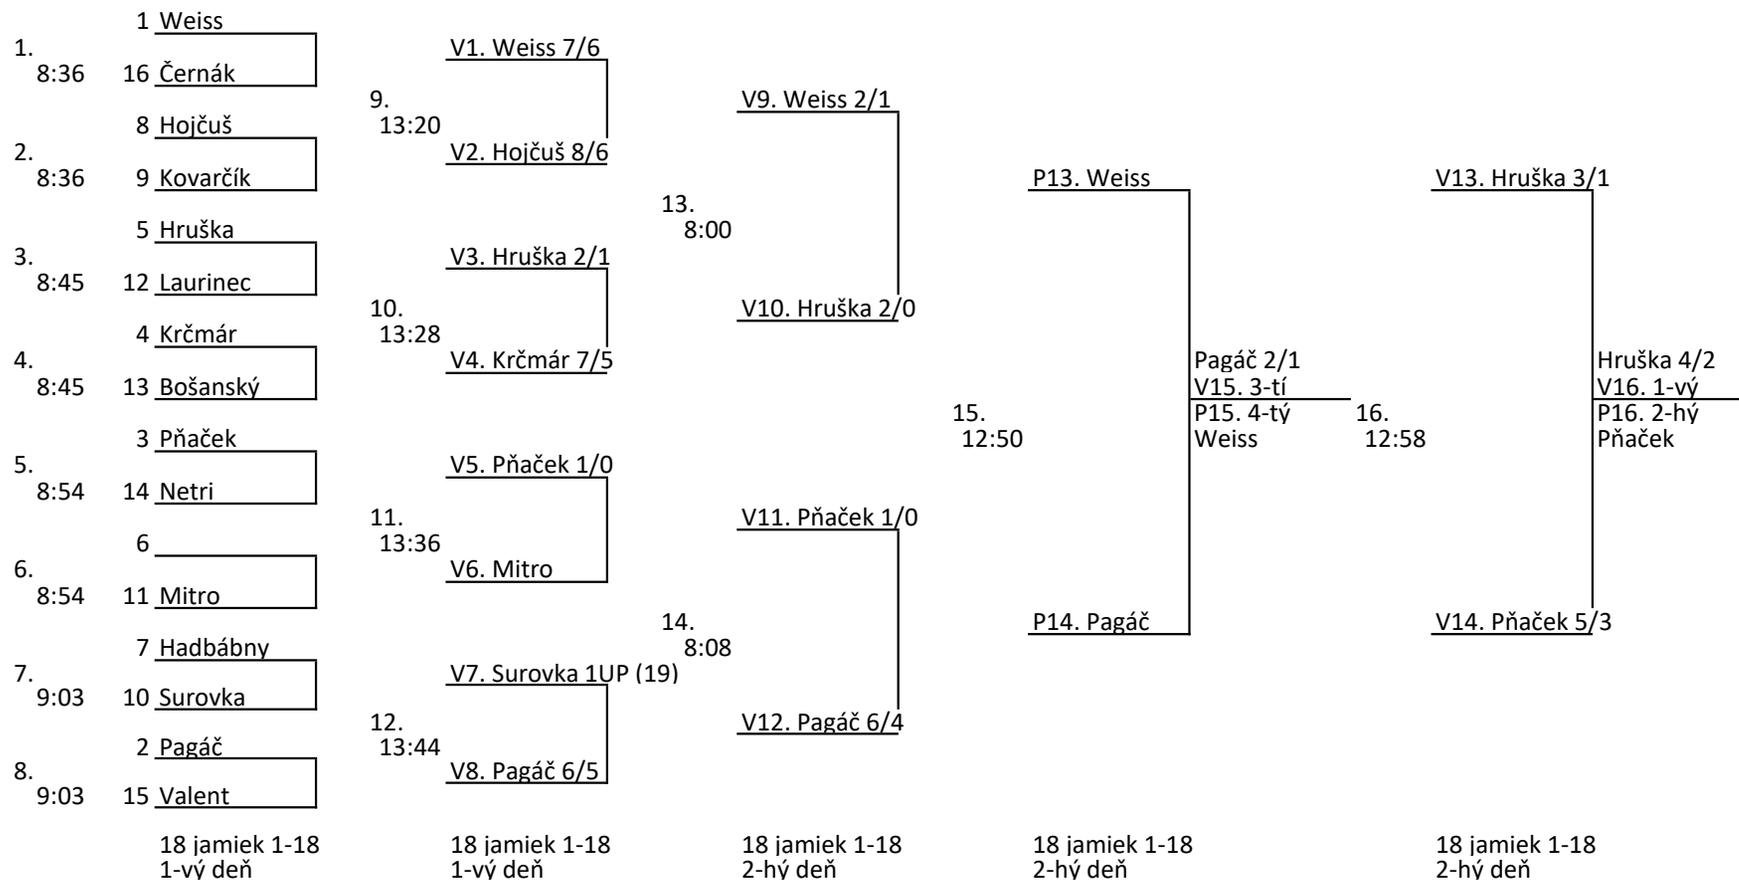 1 Weiss
1.
8:36 16 Černák
8 Hojčuš
2.
8:36 9 Kovarčík
5 Hruška
3.
8:45 12 Laurinec
4 Krčmár
4.
8:45 13 Bošanský
3 Pňaček
5.
8:54 14 Netri
6
6.
8:54 11 Mitro
7 Hadbábny
7.
9:03 10 Surovka
2 Pagáč
8.
9:03 15 Valent
18 jamiek 1-18
1-vý deň
V1. Weiss 7/6
9.
13:20
V2. Hojčuš 8/6
V3. Hruška 2/1
10.
13:28
V4. Krčmár 7/5
V5. Pňaček 1/0
11.
13:36
V6. Mitro
V7. Surovka 1UP (19)
12.
13:44
V8. Pagáč 6/5
18 jamiek 1-18
1-vý deň
V9. Weiss 2/1
13.
8:00
V10. Hruška 2/0
V11. Pňaček 1/0
14.
8:08
V12. Pagáč 6/4
18 jamiek 1-18
2-hý deň
P13. Weiss
15.
12:50
Pagáč 2/1
V15. 3-tí
P15. 4-tý
Weiss
P14. Pagáč
18 jamiek 1-18
2-hý deň
V13. Hruška 3/1
16.
12:58
Hruška 4/2
V16. 1-vý
P16. 2-hý
Pňaček
V14. Pňaček 5/3
18 jamiek 1-18
2-hý deň